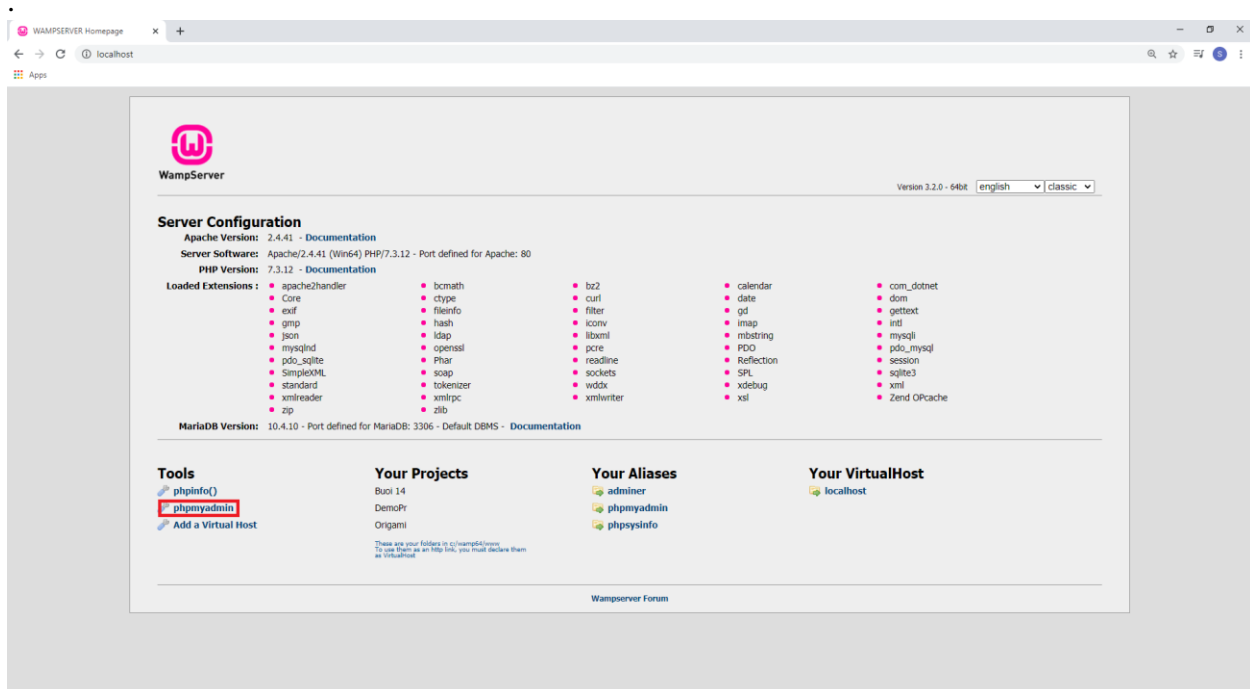 .
WAMPSERVER Homepage
localhost
S
Apps
WampServer
Version 3.2.0 - 64bit english classic
Server Configuration
Apache Version: 2.4.41 - Documentation
Server Software: Apache/2.4.41 (Win64) PHP/7.3.12 - Port defined for Apache: 80
PHP Version: 7.3.12 - Documentation
Loaded Extensions : apache2handler bcmath bz2 calendar com_dotnet
Core ctype curl date dom
exif fileinfo filter gd gettext
gmp hash iconv imap intl
json ldap libxml mbstring mysqli
mysqlnd openssl pcre PDO pdo_mysql
pdo_sqlite Phar readline Reflection session
SimpleXML soap sockets SPL sqlite3
standard tokenizer wddx xdebug xml
xmlreader xmlrpc xmlwriter xsl Zend OPcache
zip zlib
MariaDB Version: 10.4.10 - Port defined for MariaDB: 3306 - Default DBMS - Documentation
Tools Your Projects Your Aliases Your VirtualHost
phpinfo() Buoi 14 adminer localhost
phpmyadmin DemoPr phpmyadmin
Add a Virtual Host Origami phpsysinfo
These are your folders in c:/wamp64/www
To use them as an http link, you must declare them
as VirtualHost
Wampserver Forum